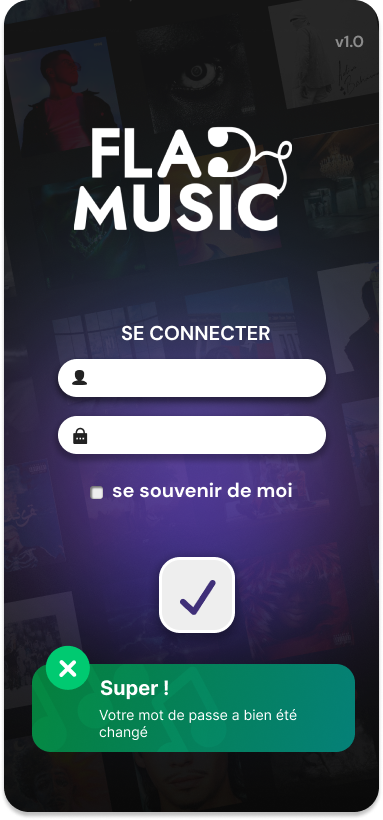 v1.0
FLAD
MUSIC
SE CONNECTER
se souvenir de moi
Super !
Votre mot de passe a bien été
changé